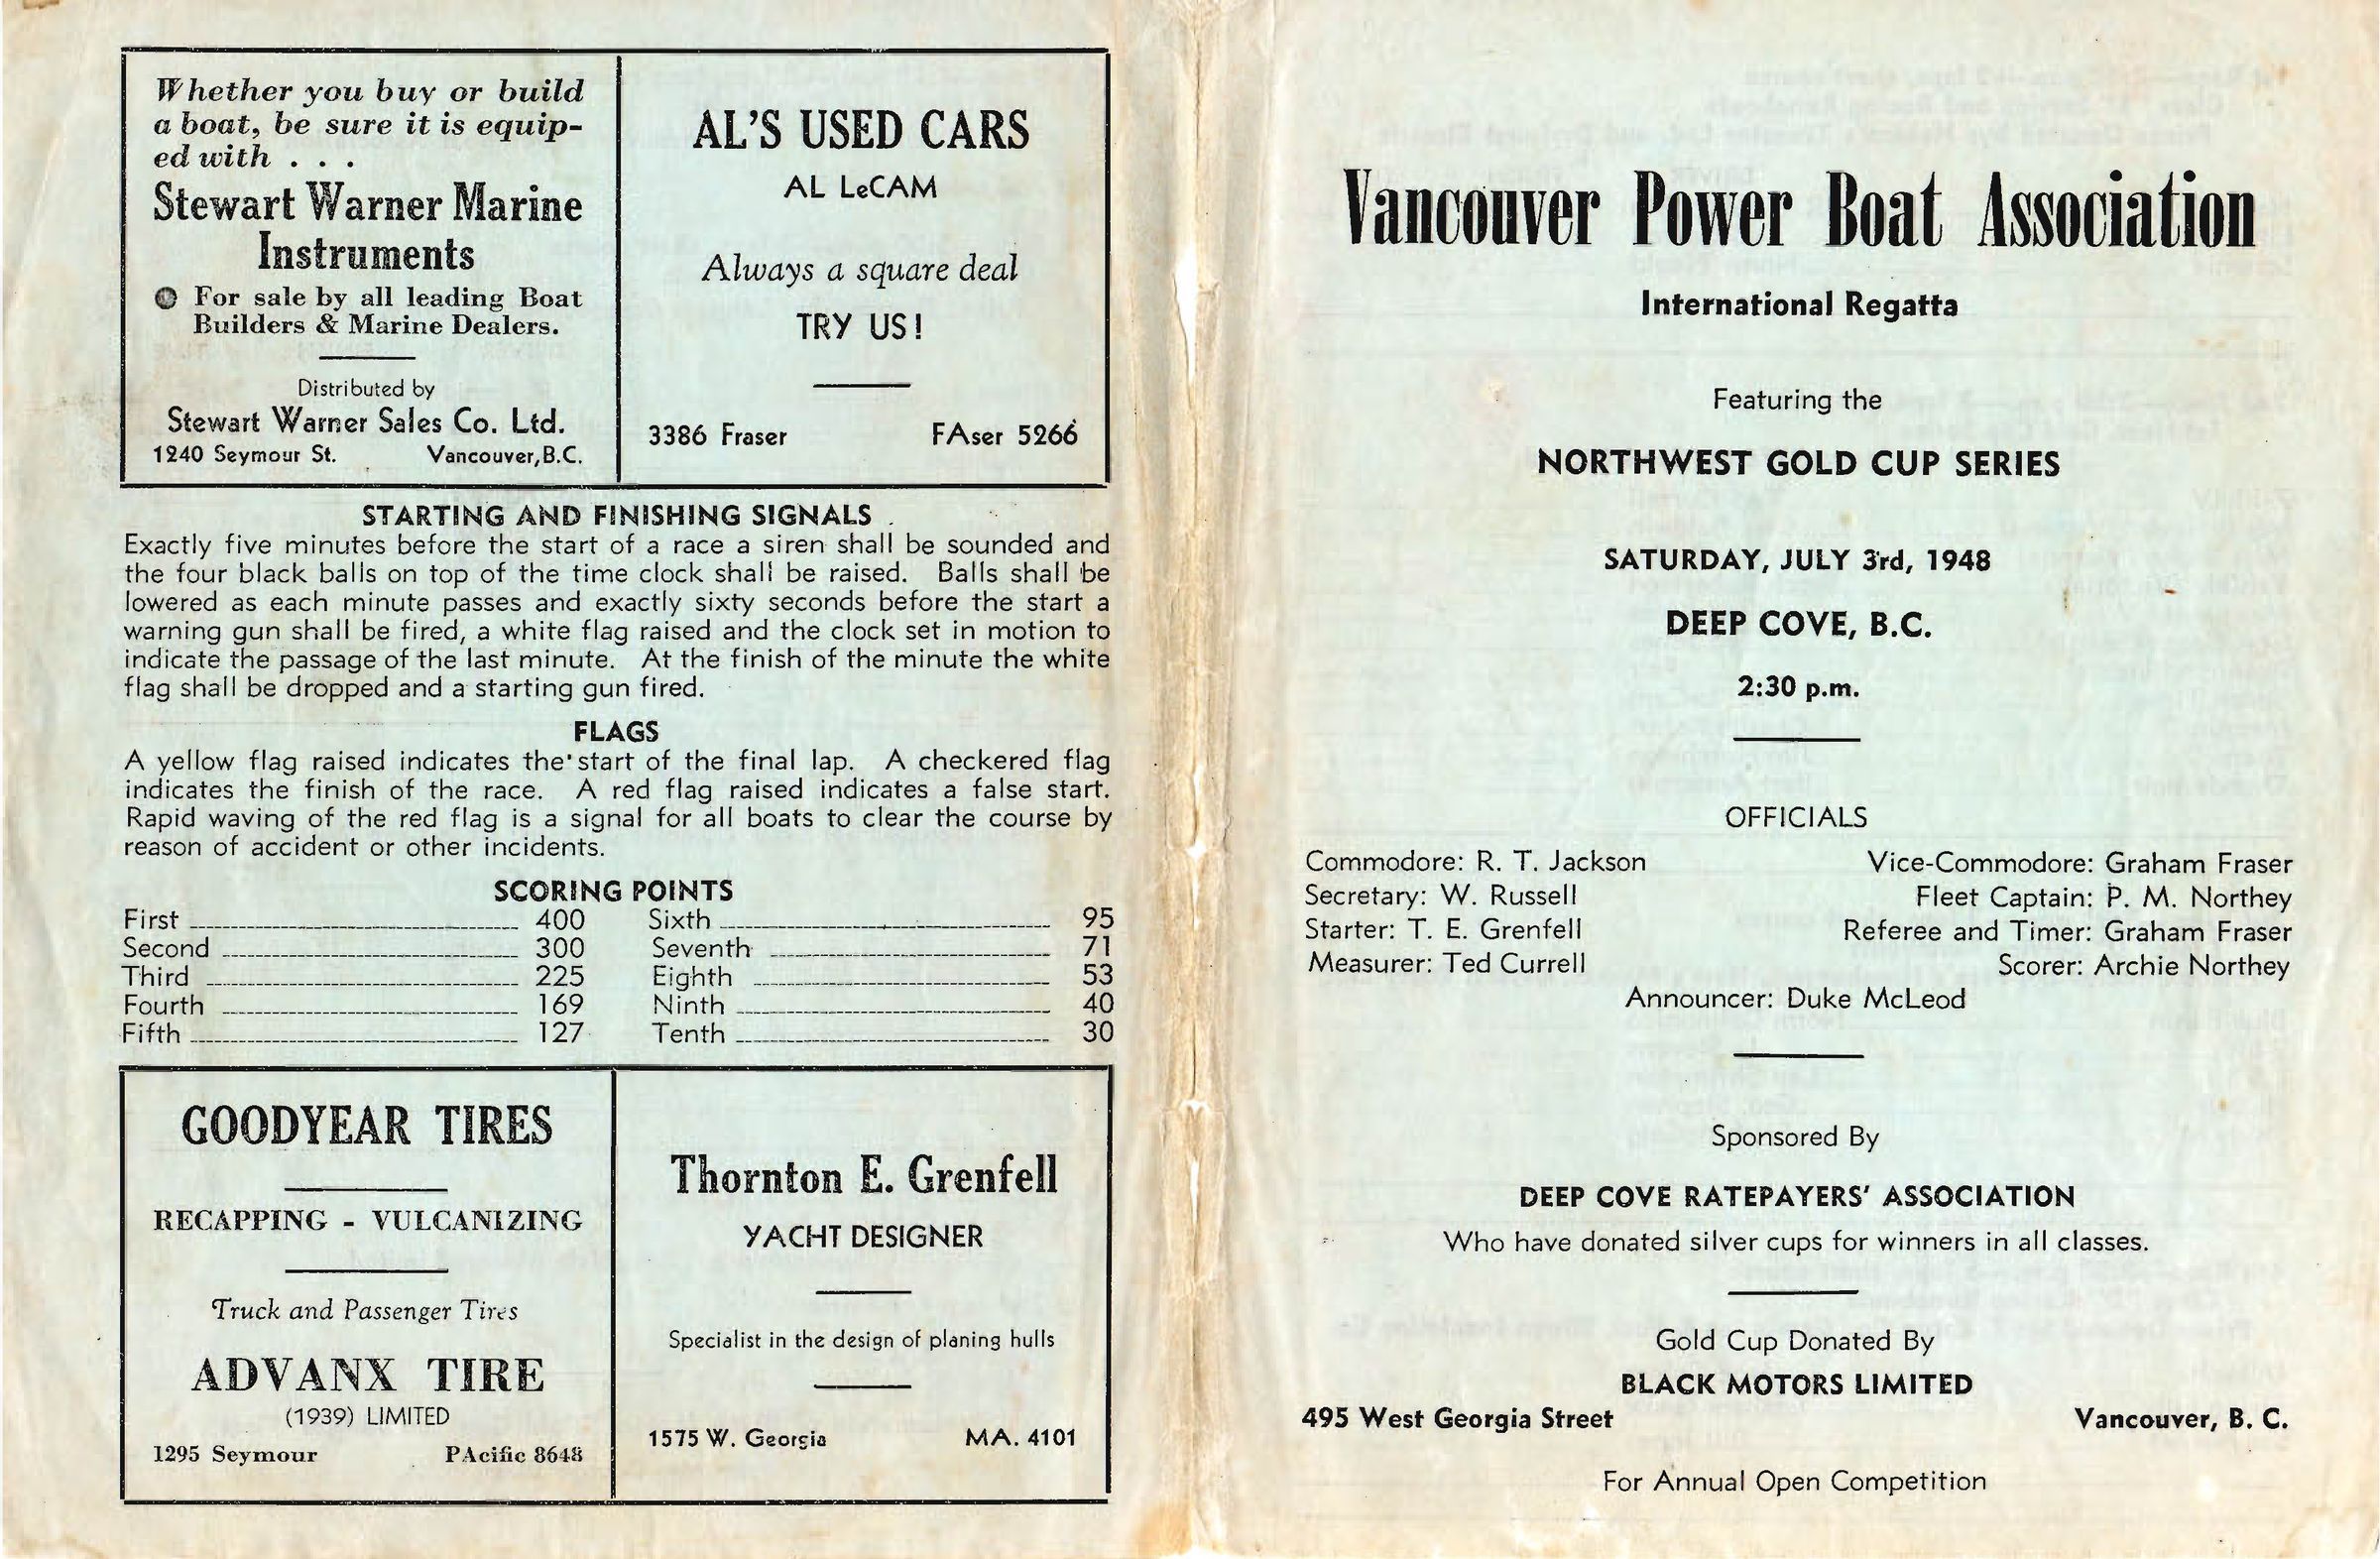 Whether you buy or build
a boat, be sure it is equip-
ed with . . .
Stewart Warner Marine
Instruments
For sale by all leading Boat
Builders & Marine Dealers.
Distributed by
Stewart Warner Sales Co. Ltd.
1240 Seymour St. Vancouver, B.C.
AL'S USED CARS
AL LeCAM
Always a square deal
TRY US!
3386 Fraser FAser 5266
STARTING AND FINISHING SIGNALS
Exactly five minutes before the start of a race a siren shall be sounded and
the four black balls on top of the time clock shall be raised. Balls shall be
lowered as each minute passes and exactly sixty seconds before the start a
warning gun shall be fired, a white flag raised and the clock set in motion to
indicate the passage of the last minute. At the finish of the minute the white
flag shall be dropped and a starting gun fired.
FLAGS
A yellow flag raised indicates the start of the final lap. A checkered flag
indicates the finish of the race. A red flag raised indicates a false start.
Rapid waving of the red flag is a signal for all boats to clear the course by
reason of accident or other incidents.
SCORING POINTS
First 400 Sixth 95
Second 300 Seventh 71
Third 225 Eighth 53
Fourth 169 Ninth 40
Fifth 127 Tenth 30
GOODYEAR TIRES
RECAPPING - VULCANIZING
Truck and Passenger Tires
ADVANX TIRE
(1939) LIMITED
1295 Seymour PAcific 8648
Thornton E. Grenfell
YACHT DESIGNER
Specialist in the design of planing hulls
1575 W. Georgia MA. 4101
Vancouver Power Boat Association
International Regatta
Featuring the
NORTHWEST GOLD CUP SERIES
SATURDAY, JULY 3rd, 1948
DEEP COVE, B.C.
2:30 p.m.
OFFICIALS
Commodore: R. T. Jackson Vice-Commodore: Graham Fraser
Secretary: W. Russell Fleet Captain: P. M. Northey
Starter: T. E. Grenfell Referee and Timer: Graham Fraser
Measurer: Ted Currell Scorer: Archie Northey
Announcer: Duke McLeod
Sponsored By
DEEP COVE RATEPAYERS' ASSOCIATION
Who have donated silver cups for winners in all classes.
Gold Cup Donated By
BLACK MOTORS LIMITED
495 West Georgia Street Vancouver, B. C.
For Annual Open Competition